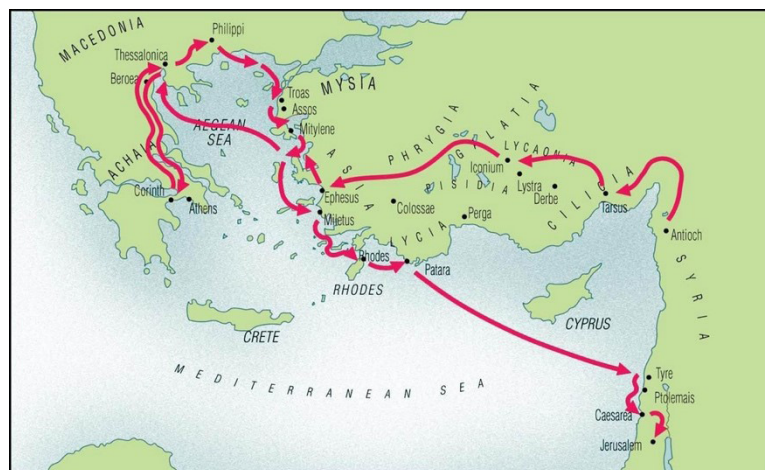 MACEDONIA
Philippi
Thessalonica
Beroea
Troas
MYSIA
Assos
Mitylene
AEGEAN
SEA
ACHAIA
ASIA
PHRYGIA
GALATIA
LYCAONIA
Iconium
Lystra
PISIDIA
Derbe
CILICIA
Tarsus
Corinth
Athens
Ephesus
Colossae
Perga
Antioch
Miletus
LYCIA
Rhodes
Patara
RHODES
SYRIA
CYPRUS
CRETE
MEDITERRANEAN SEA
Tyre
Ptolemais
Caesarea
Jerusalem